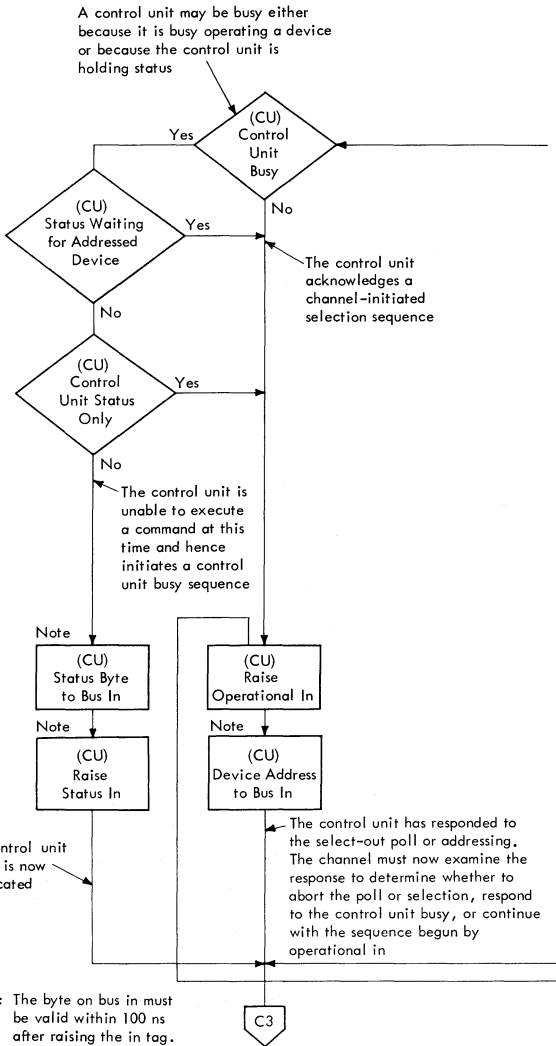 A control unit may be busy either
because it is busy operating a device
or because the control unit is
holding status
(CU)
Control
Unit
Busy
Yes
No
(CU)
Status Waiting
for Addressed
Device
Yes
No
The control unit
acknowledges a
channel-initiated
selection sequence
(CU)
Control
Unit Status
Only
Yes
No
The control unit is
unable to execute
a command at this
time and hence
initiates a control
unit busy sequence
Note
(CU)
Status Byte
to Bus In
(CU)
Raise
Operational In
Note
(CU)
Raise
Status In
Note
(CU)
Device Address
to Bus In
The control unit has responded to
the select-out poll or addressing.
The channel must now examine the
response to determine whether to
abort the poll or selection, respond
to the control unit busy, or continue
with the sequence begun by
operational in
unit
is now
: The byte on bus in must
be valid within 100 ns
after raising the in tag.
C3